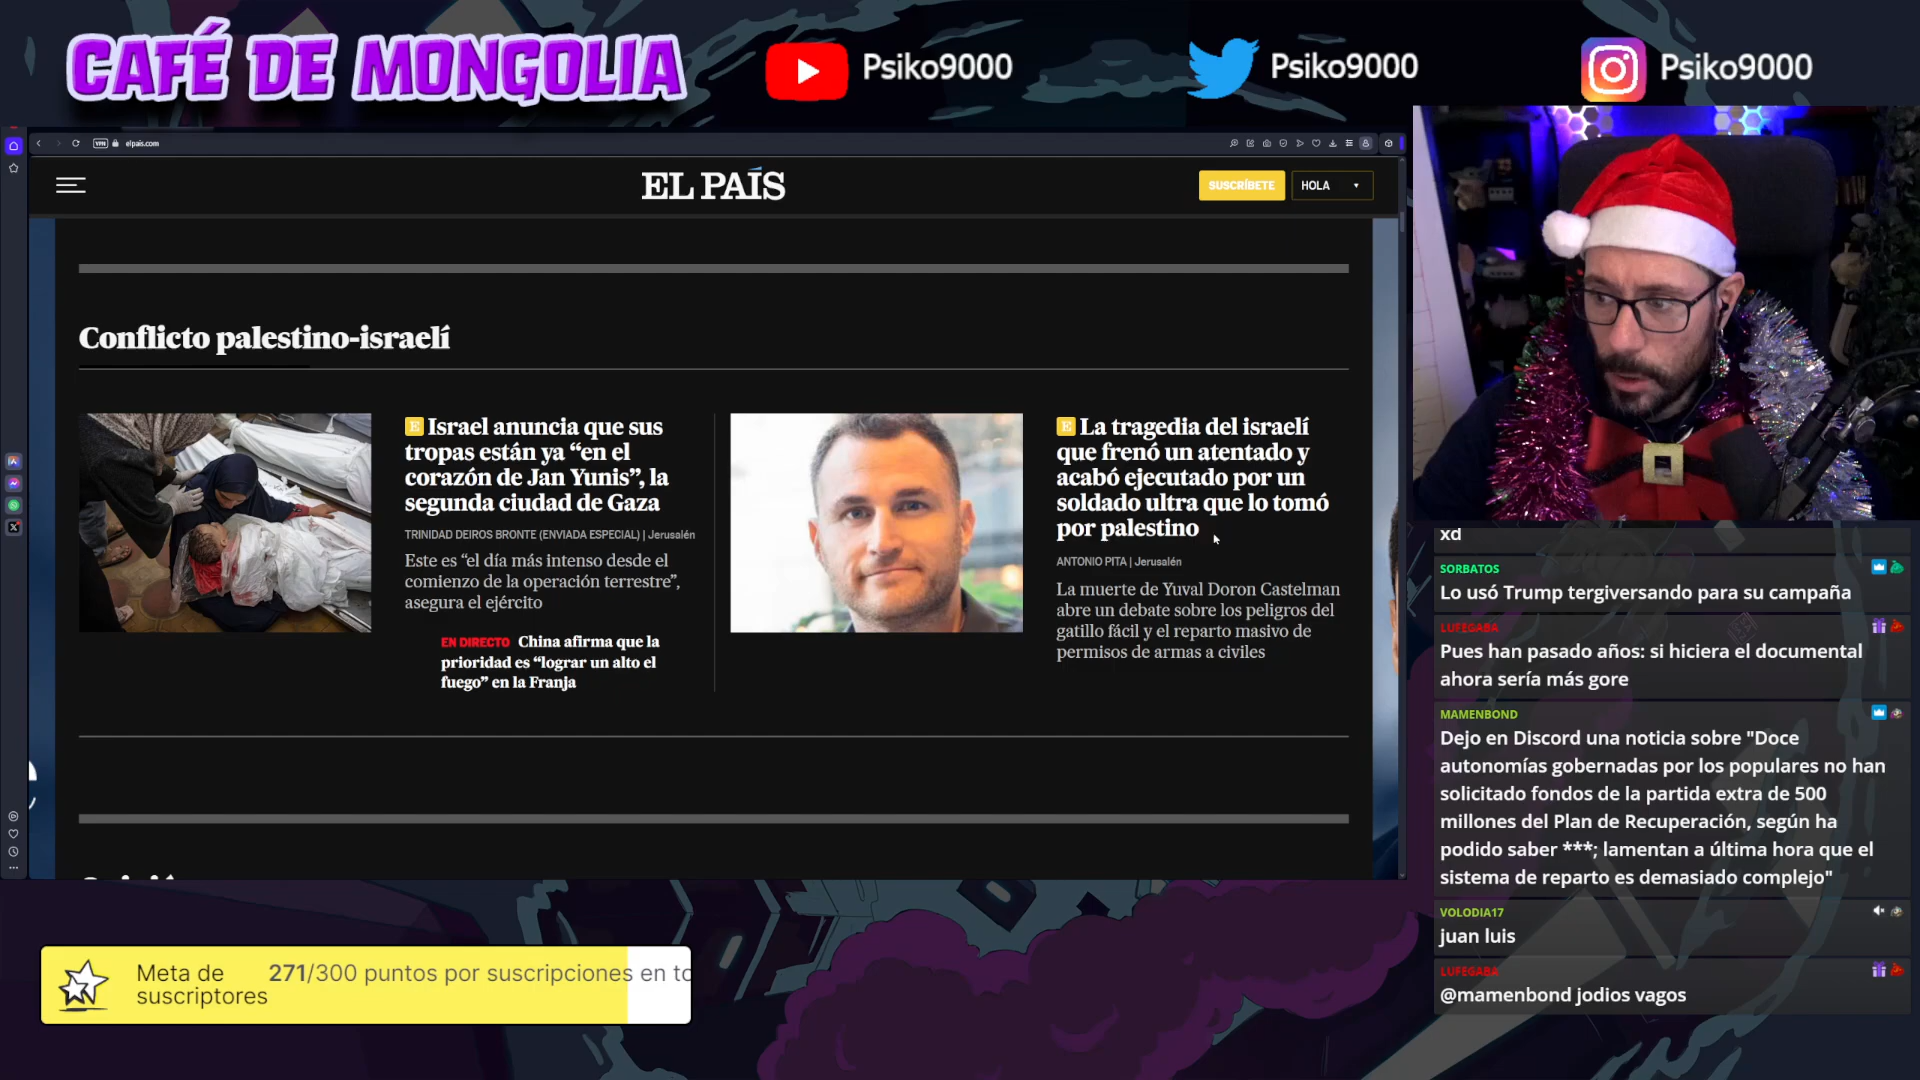 CAFÉ DE MONGOLIA
Psiko9000
Psiko9000
Psiko9000
VPN
elpais.com
EL PAÍS
SUSCRÍBETE
HOLA
Conflicto palestino-israelí
E Israel anuncia que sus
tropas están ya “en el
corazón de Jan Yunis”, la
segunda ciudad de Gaza
TRINIDAD DEIROS BRONTE (ENVIADA ESPECIAL) | Jerusalén
Este es “el día más intenso desde el
comienzo de la operación terrestre”,
asegura el ejército
EN DIRECTO China afirma que la
prioridad es “lograr un alto el
fuego” en la Franja
E La tragedia del israelí
que frenó un atentado y
acabó ejecutado por un
soldado ultra que lo tomó
por palestino
ANTONIO PITA | Jerusalén
La muerte de Yuval Doron Castelman
abre un debate sobre los peligros del
gatillo fácil y el reparto masivo de
permisos de armas a civiles
xd
SORBATOS
Lo usó Trump tergiversando para su campaña
LUFEGABA
Pues han pasado años: si hiciera el documental
ahora sería más gore
MAMENBOND
Dejo en Discord una noticia sobre "Doce
autonomías gobernadas por los populares no han
solicitado fondos de la partida extra de 500
millones del Plan de Recuperación, según ha
podido saber ***; lamentan a última hora que el
sistema de reparto es demasiado complejo"
VOLODIA17
juan luis
LUFEGABA
@mamenbond jodios vagos
Meta de
suscriptores
271/300 puntos por suscripciones en to